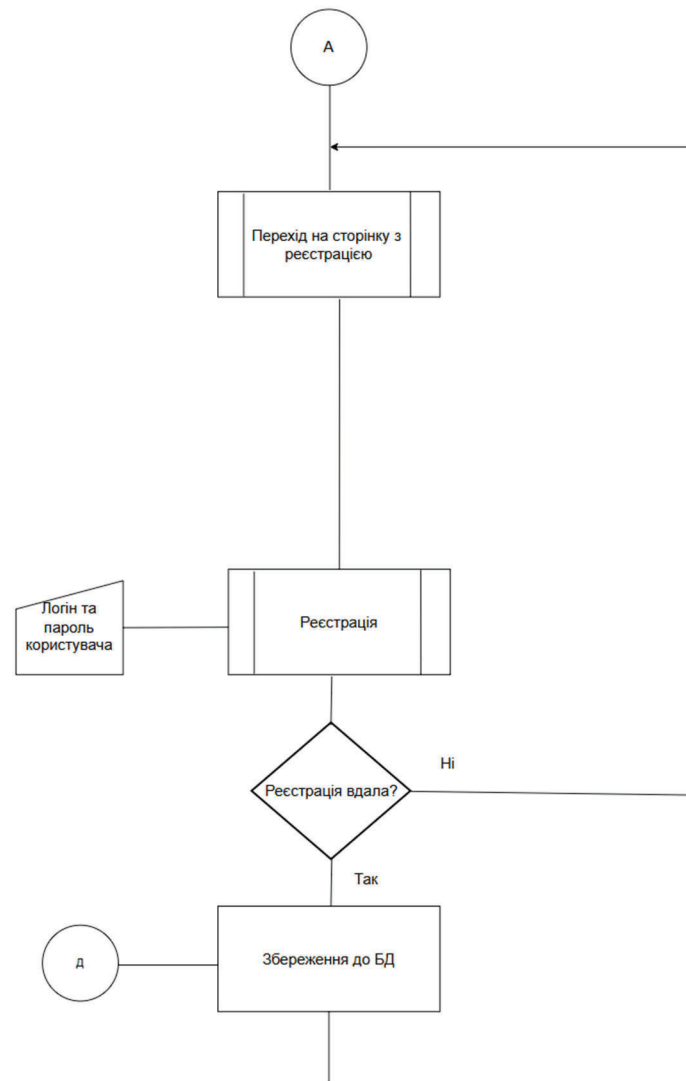 А
Перехід на сторінку з
реєстрацією
Логін та
пароль
користувача
Реєстрація
Ні
Реєстрація вдала?
Так
Д
Збереження до БД